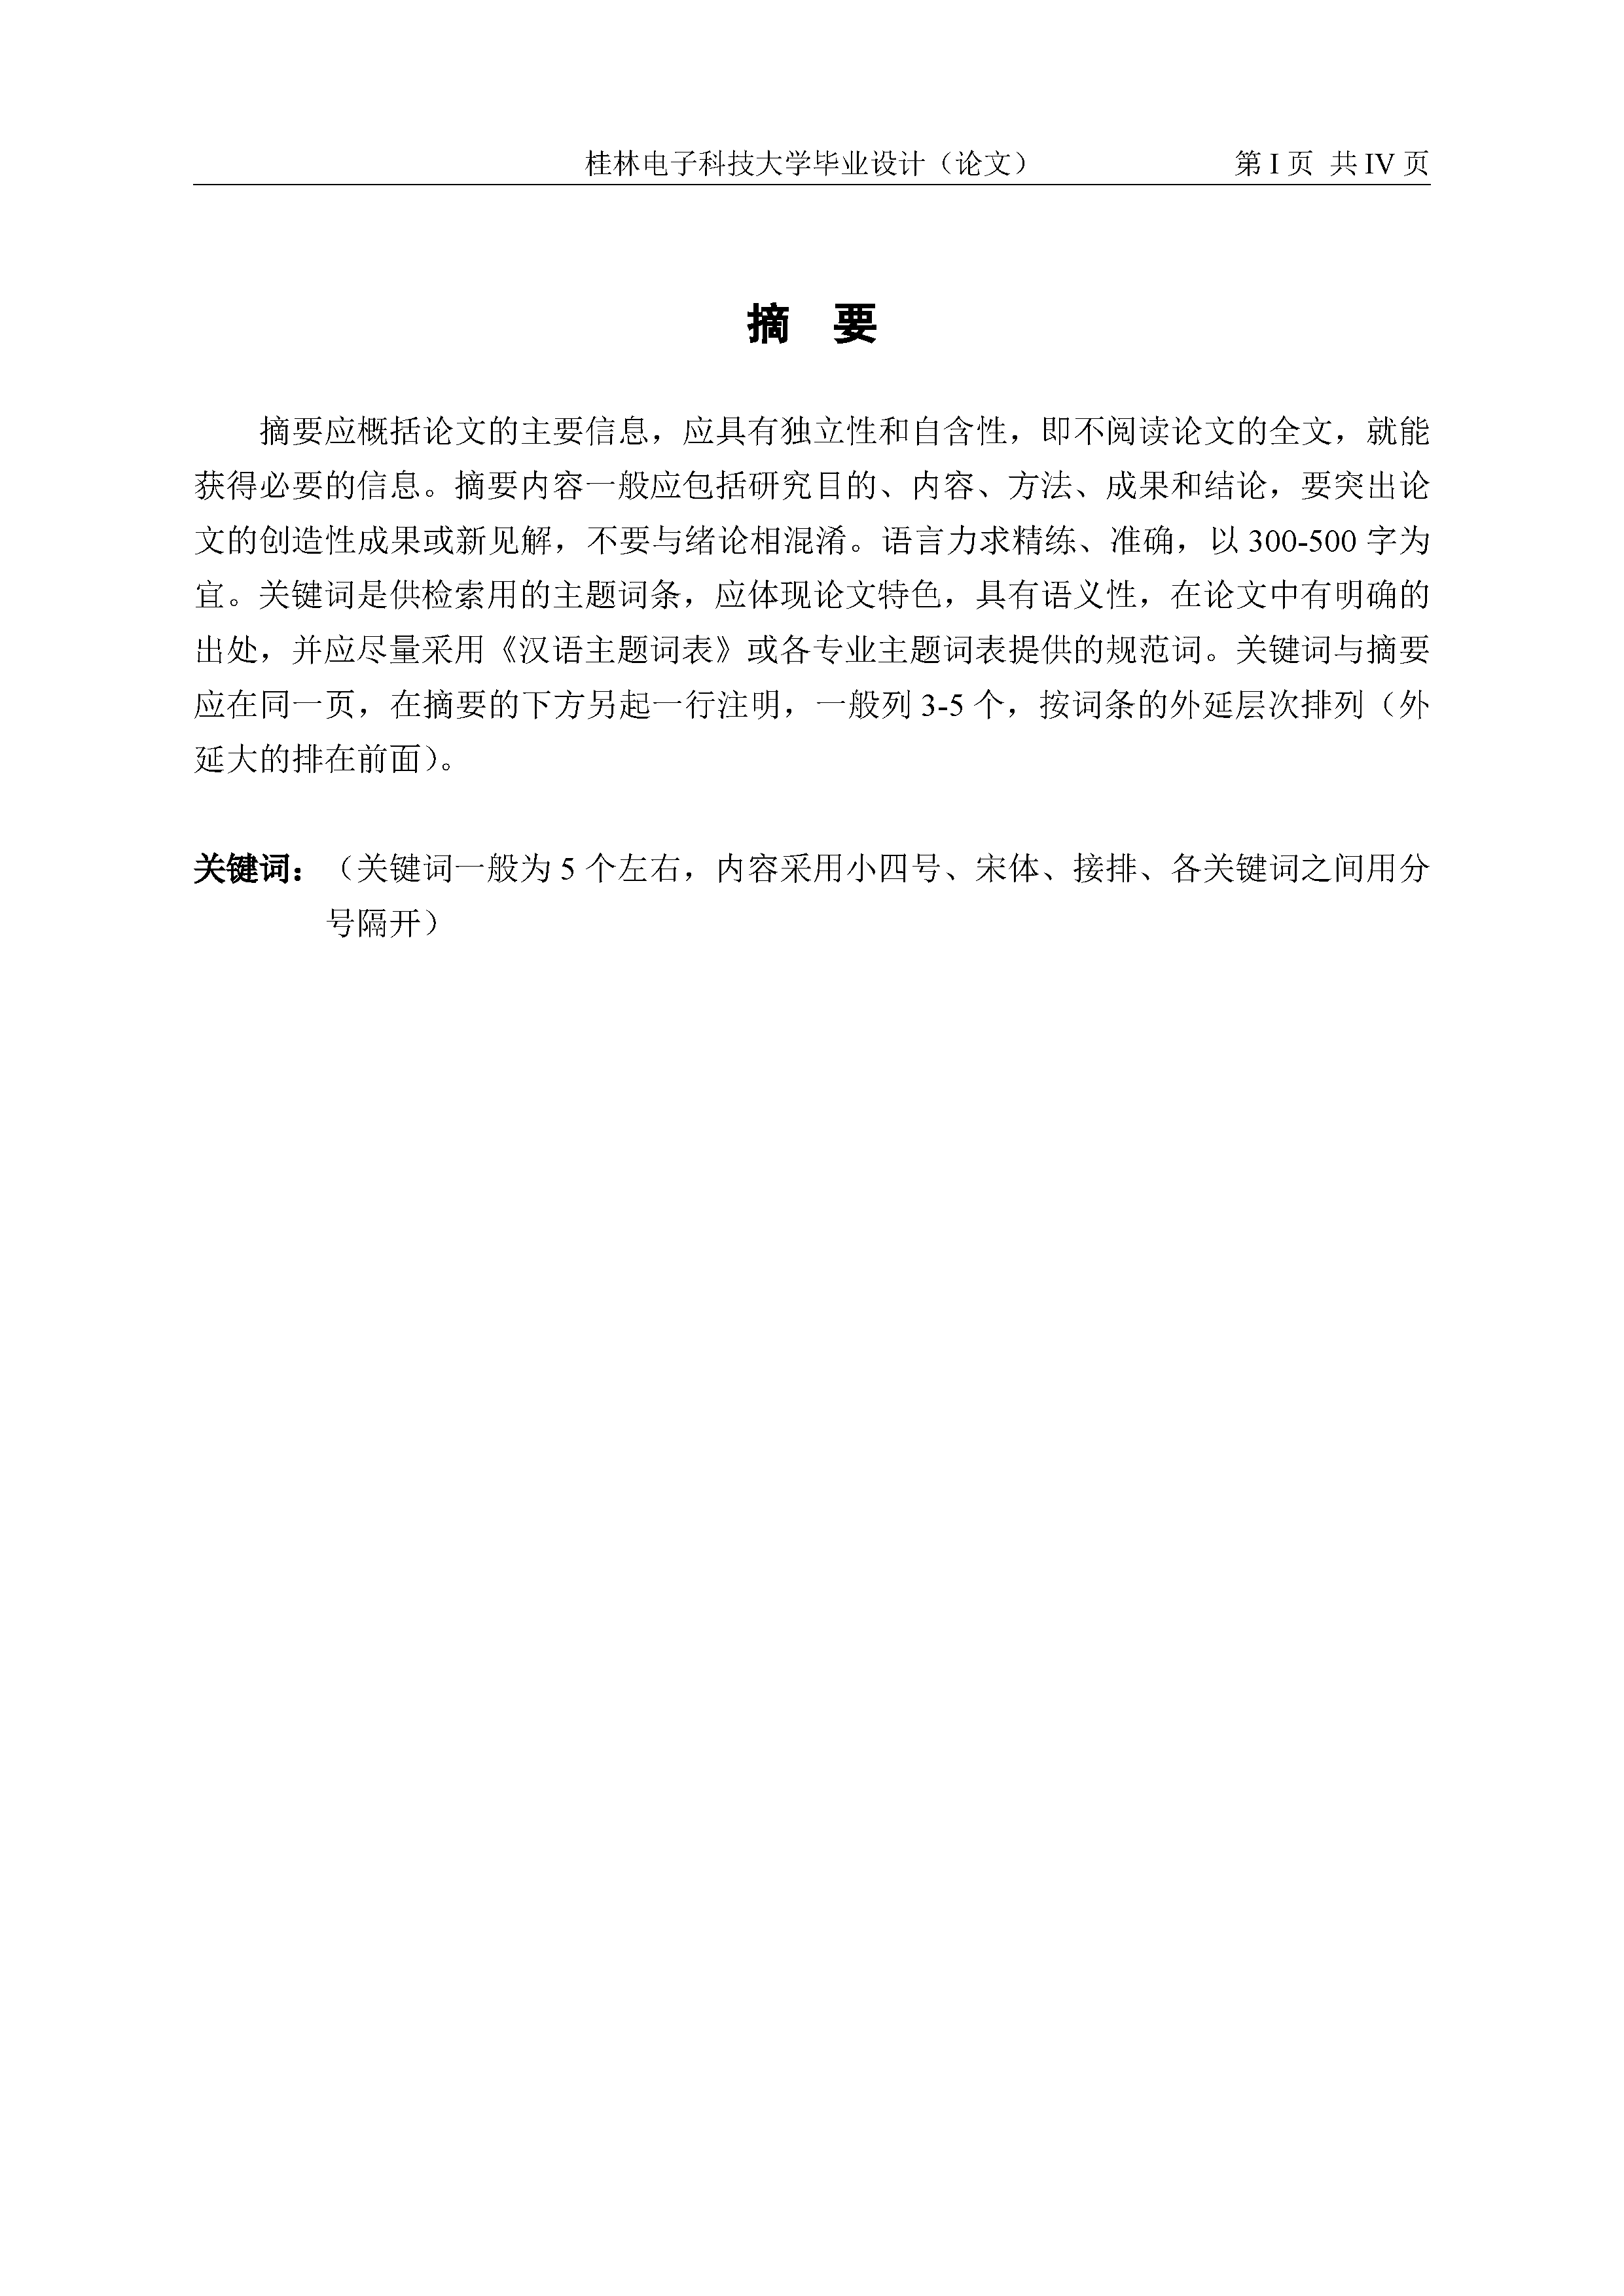 桂林电子科技大学毕业设计（论文） 第 I 页 共 IV 页
摘 要
摘要应概括论文的主要信息，应具有独立性和自含性，即不阅读论文的全文，就能
获得必要的信息。摘要内容一般应包括研究目的、内容、方法、成果和结论，要突出论
文的创造性成果或新见解，不要与绪论相混淆。语言力求精练、准确，以 300-500 字为
宜。关键词是供检索用的主题词条，应体现论文特色，具有语义性，在论文中有明确的
出处，并应尽量采用《汉语主题词表》或各专业主题词表提供的规范词。关键词与摘要
应在同一页，在摘要的下方另起一行注明，一般列 3-5 个，按词条的外延层次排列（外
延大的排在前面）。
关键词：（关键词一般为 5 个左右，内容采用小四号、宋体、接排、各关键词之间用分
号隔开）